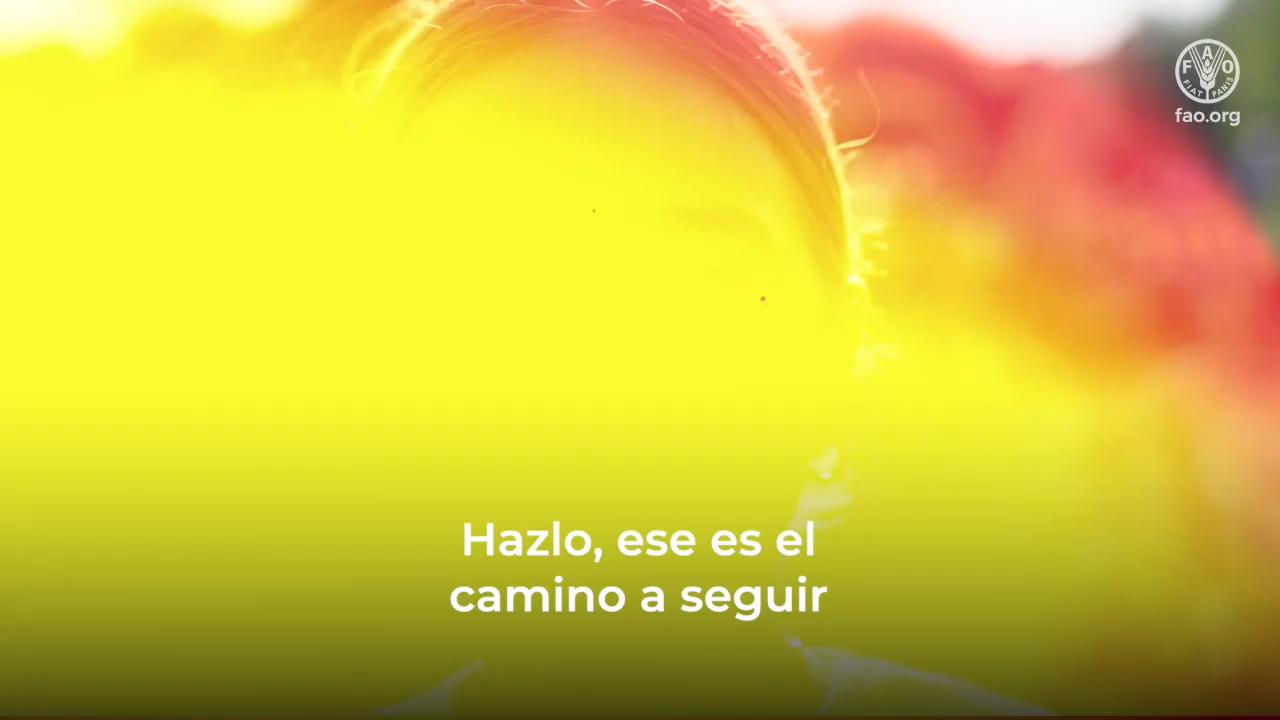 FAO
FIAT PANIS
fao.org
Hazlo, ese es el
camino a seguir